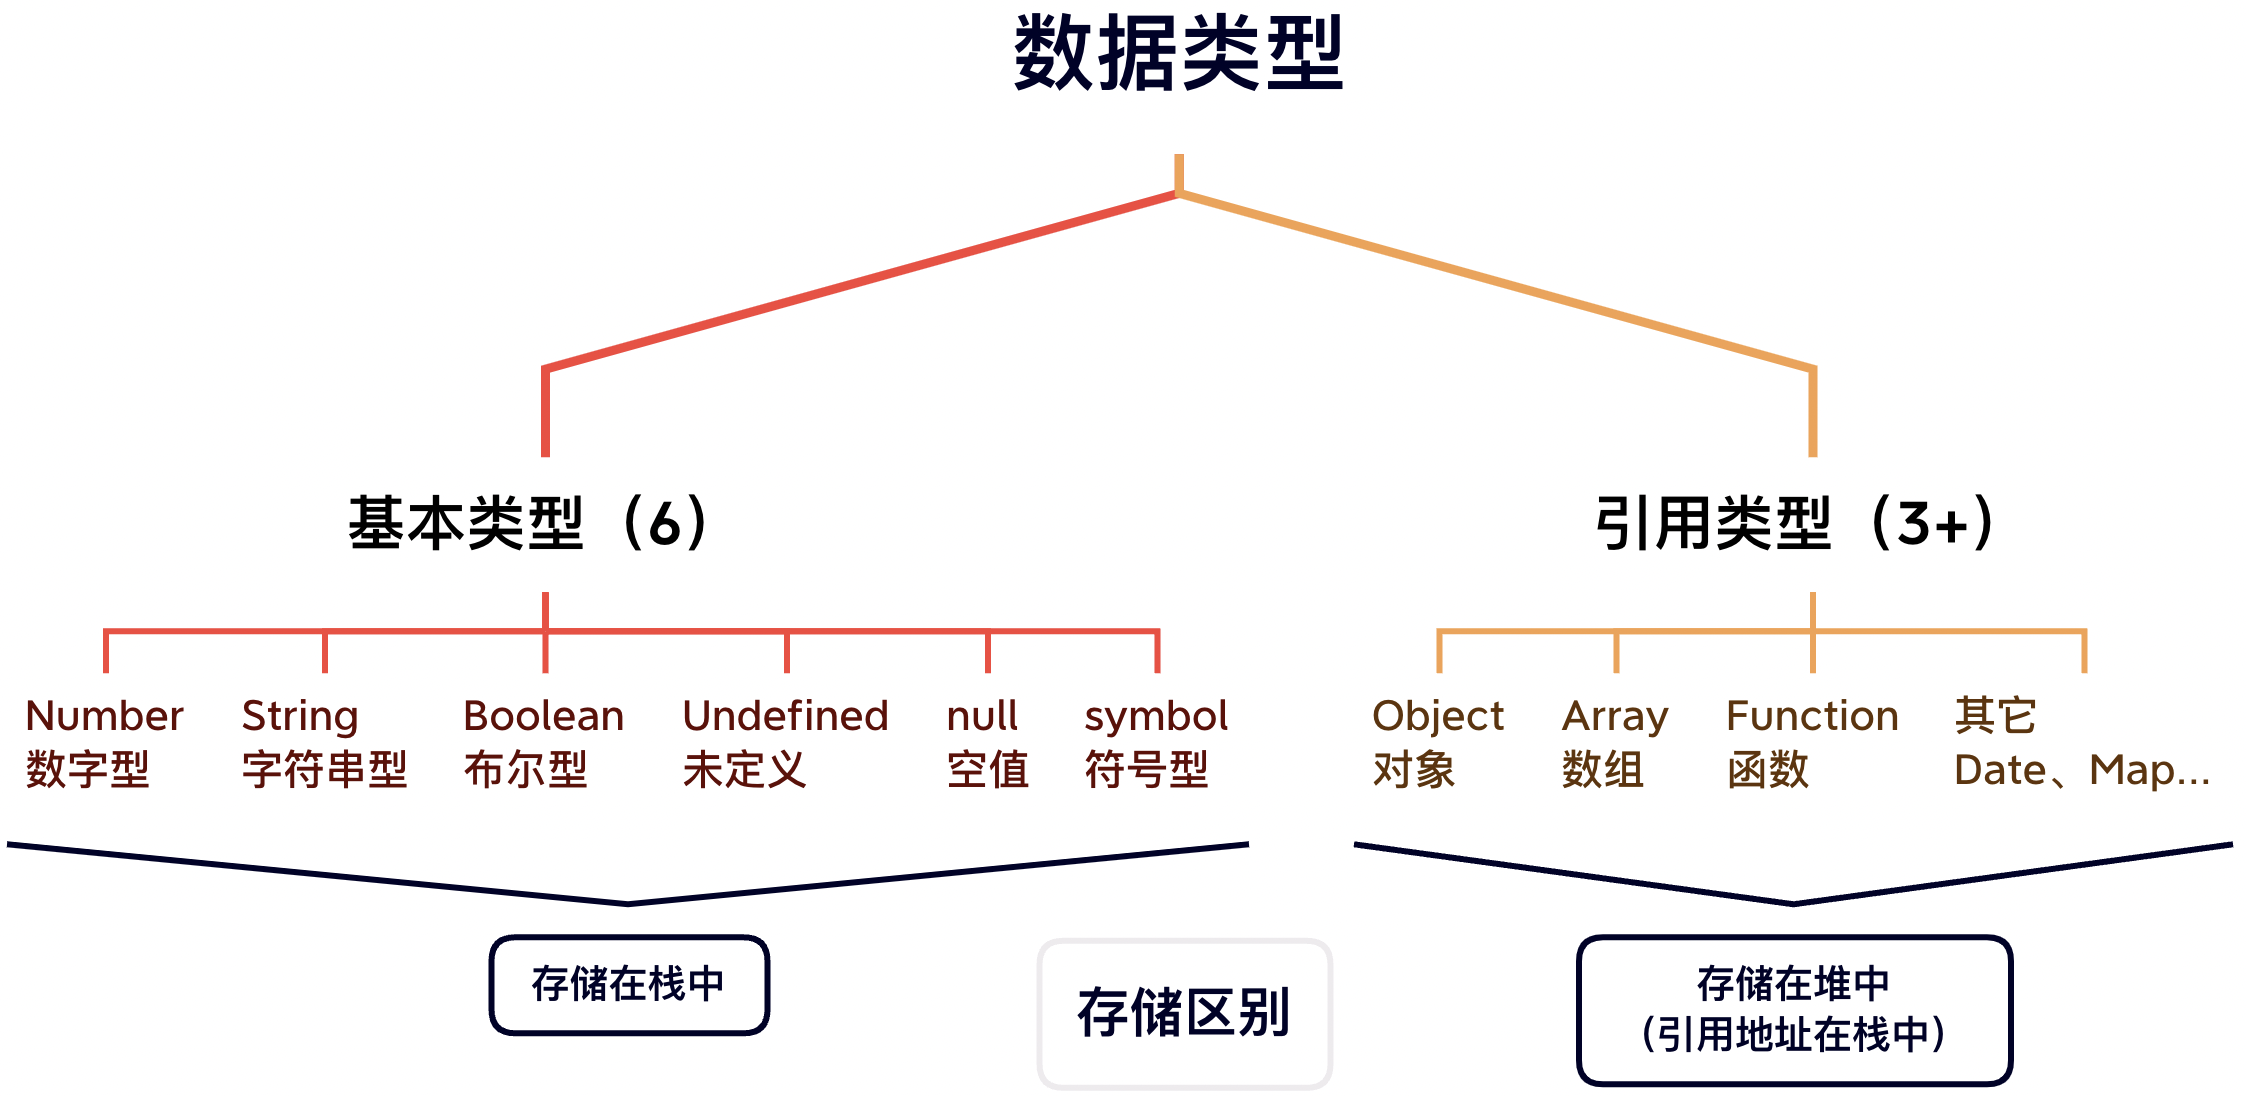 数据类型
基本类型（6）
引用类型（3+）
Number
数字型
String
字符串型
Boolean
布尔型
Undefined
未定义
null
空值
symbol
符号型
Object
对象
Array
数组
Function
函数
其它
Date、Map...
存储在栈中
存储区别
存储在堆中
（引用地址在栈中）